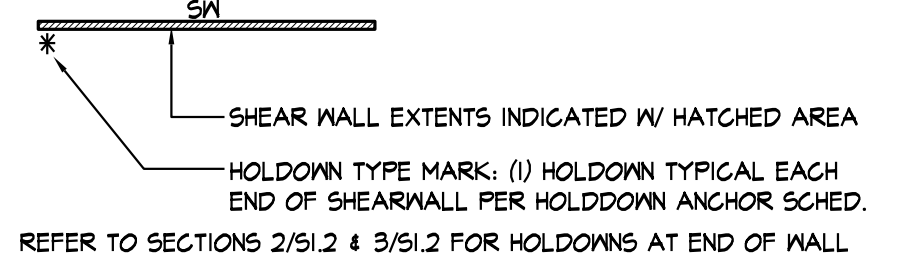 SW
*
SHEAR WALL EXTENTS INDICATED W/ HATCHED AREA
HOLDOWN TYPE MARK: (1) HOLDOWN TYPICAL EACH
END OF SHEARWALL PER HOLDDOWN ANCHOR SCHED.
REFER TO SECTIONS 2/S1.2 & 3/S1.2 FOR HOLDOWNS AT END OF WALL